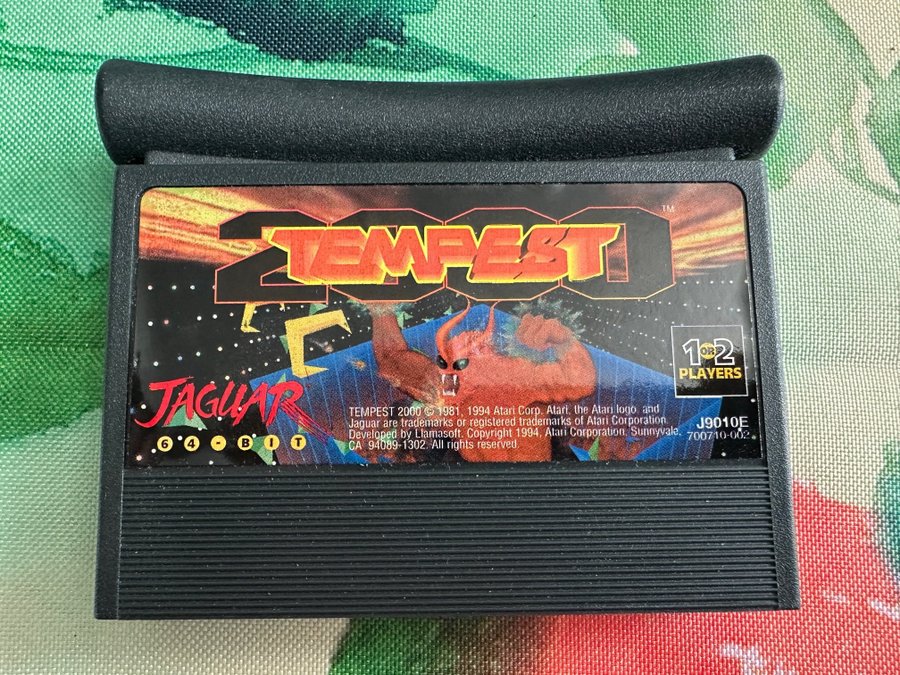 2000
TEMPEST
TM
1 OR 2
PLAYERS
JAGUAR
64-BIT
TEMPEST 2000 © 1981, 1994 Atari Corp. Atari, the Atari logo, and
Jaguar are trademarks or registered trademarks of Atari Corporation.
Developed by Llamasoft. Copyright 1994, Atari Corporation, Sunnyvale,
CA 94089-1302. All rights reserved.
J9010E
700710-002